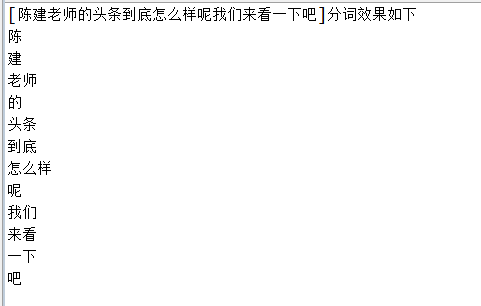 [陈建老师的头条到底怎么样呢我们来看一下吧]分词效果如下
陈
建
老师
的
头条
到底
怎么样
呢
我们
来看
一下
吧